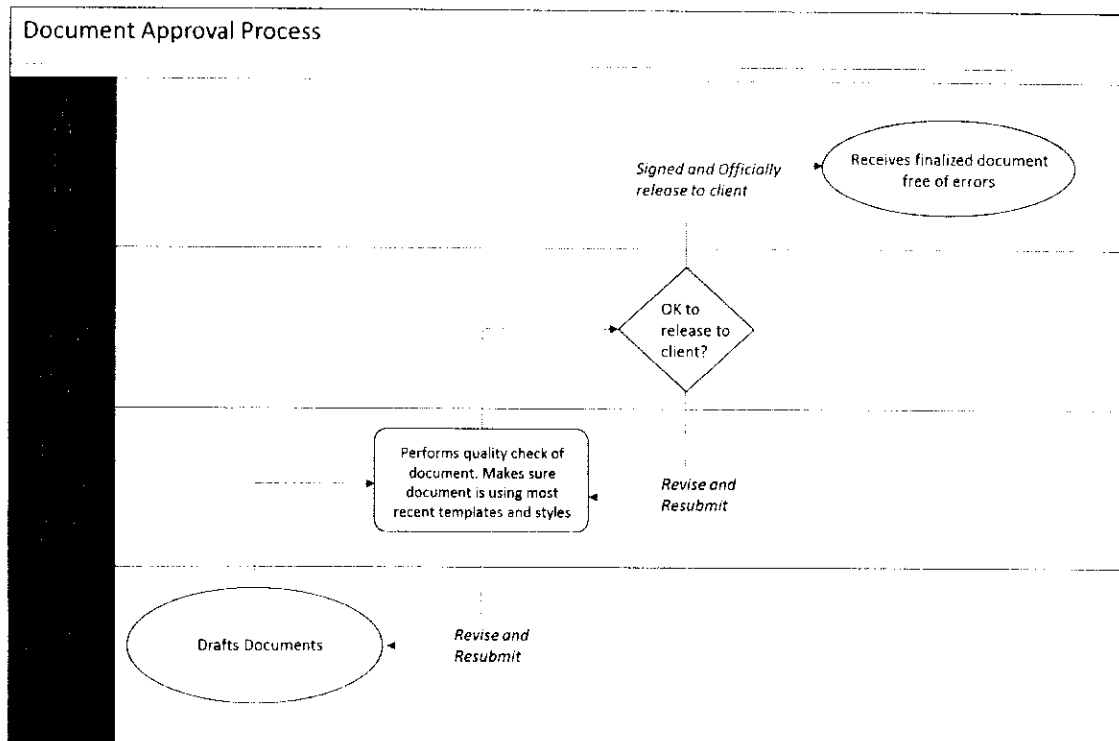 Document Approval Process
Receives finalized document
free of errors
Signed and Officially
release to client
OK to
release to
client?
Performs quality check of
document. Makes sure
document is using most
recent templates and styles
Revise and
Resubmit
Drafts Documents
Revise and
Resubmit